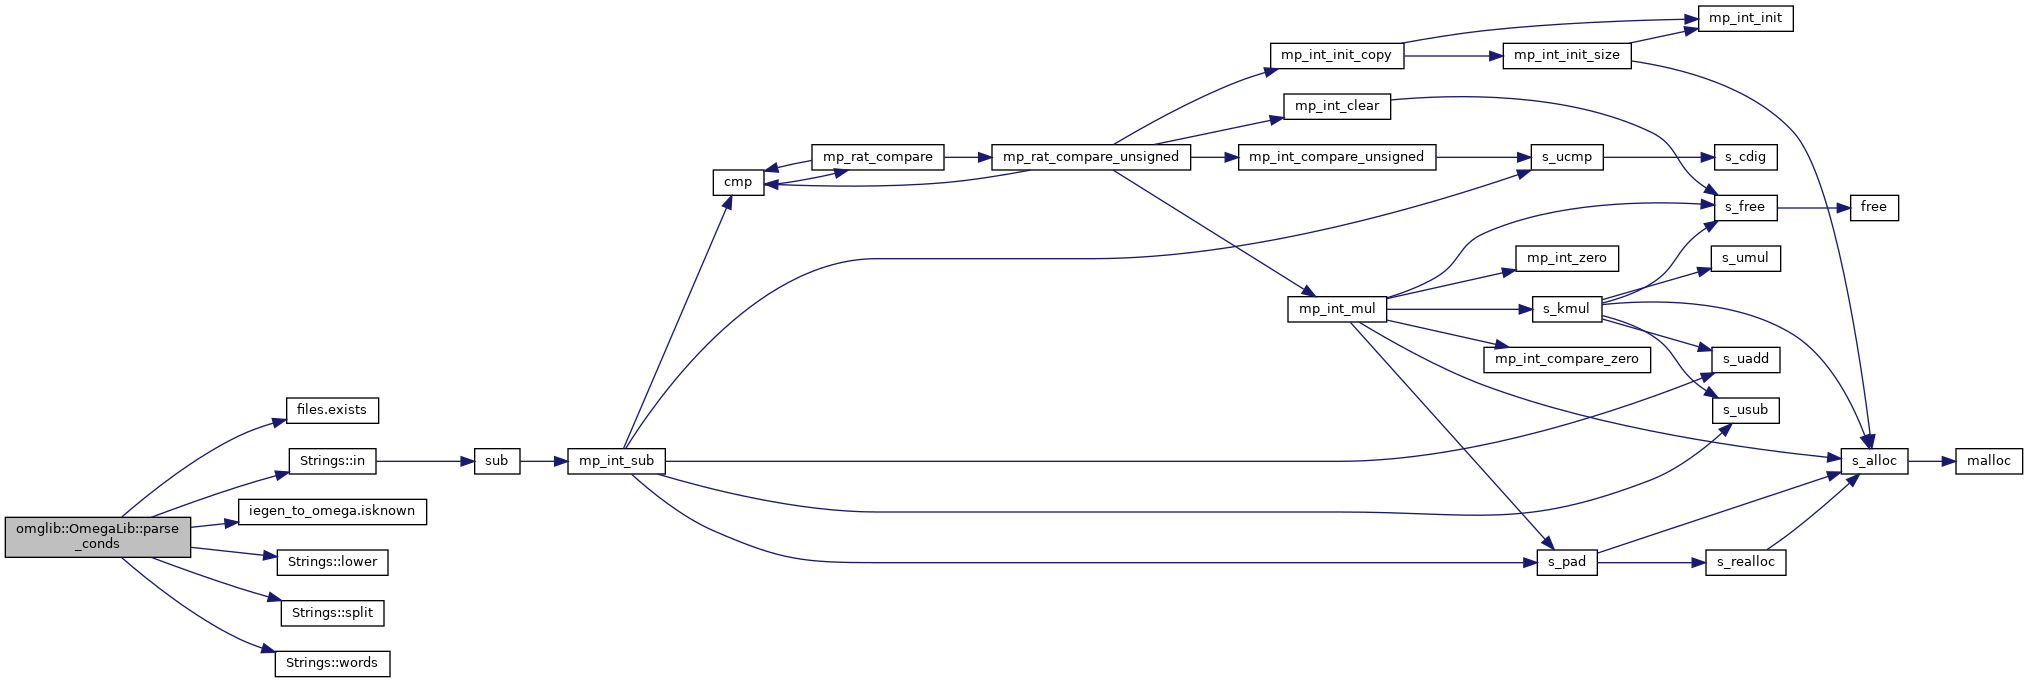 omglib::OmegaLib::parse
_conds
files.exists
Strings::in
iegen_to_omega.isknown
Strings::lower
Strings::split
Strings::words
sub
mp_int_sub
cmp
mp_rat_compare
mp_rat_compare_unsigned
mp_int_init_copy
mp_int_clear
mp_int_compare_unsigned
mp_int_mul
mp_int_init_size
s_ucmp
mp_int_zero
s_kmul
mp_int_compare_zero
s_pad
mp_int_init
s_cdig
s_free
s_umul
s_uadd
s_usub
s_realloc
free
s_alloc
malloc